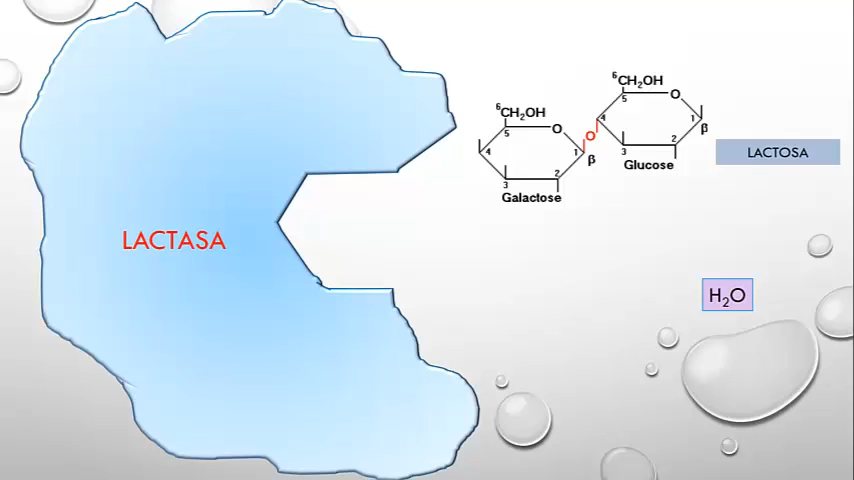 ⁶CH₂OH
5
O
4
1
β
3
2
Glucose
O
⁶CH₂OH
5
O
4
1
β
3
2
Galactose
LACTOSA
LACTASA
H₂O